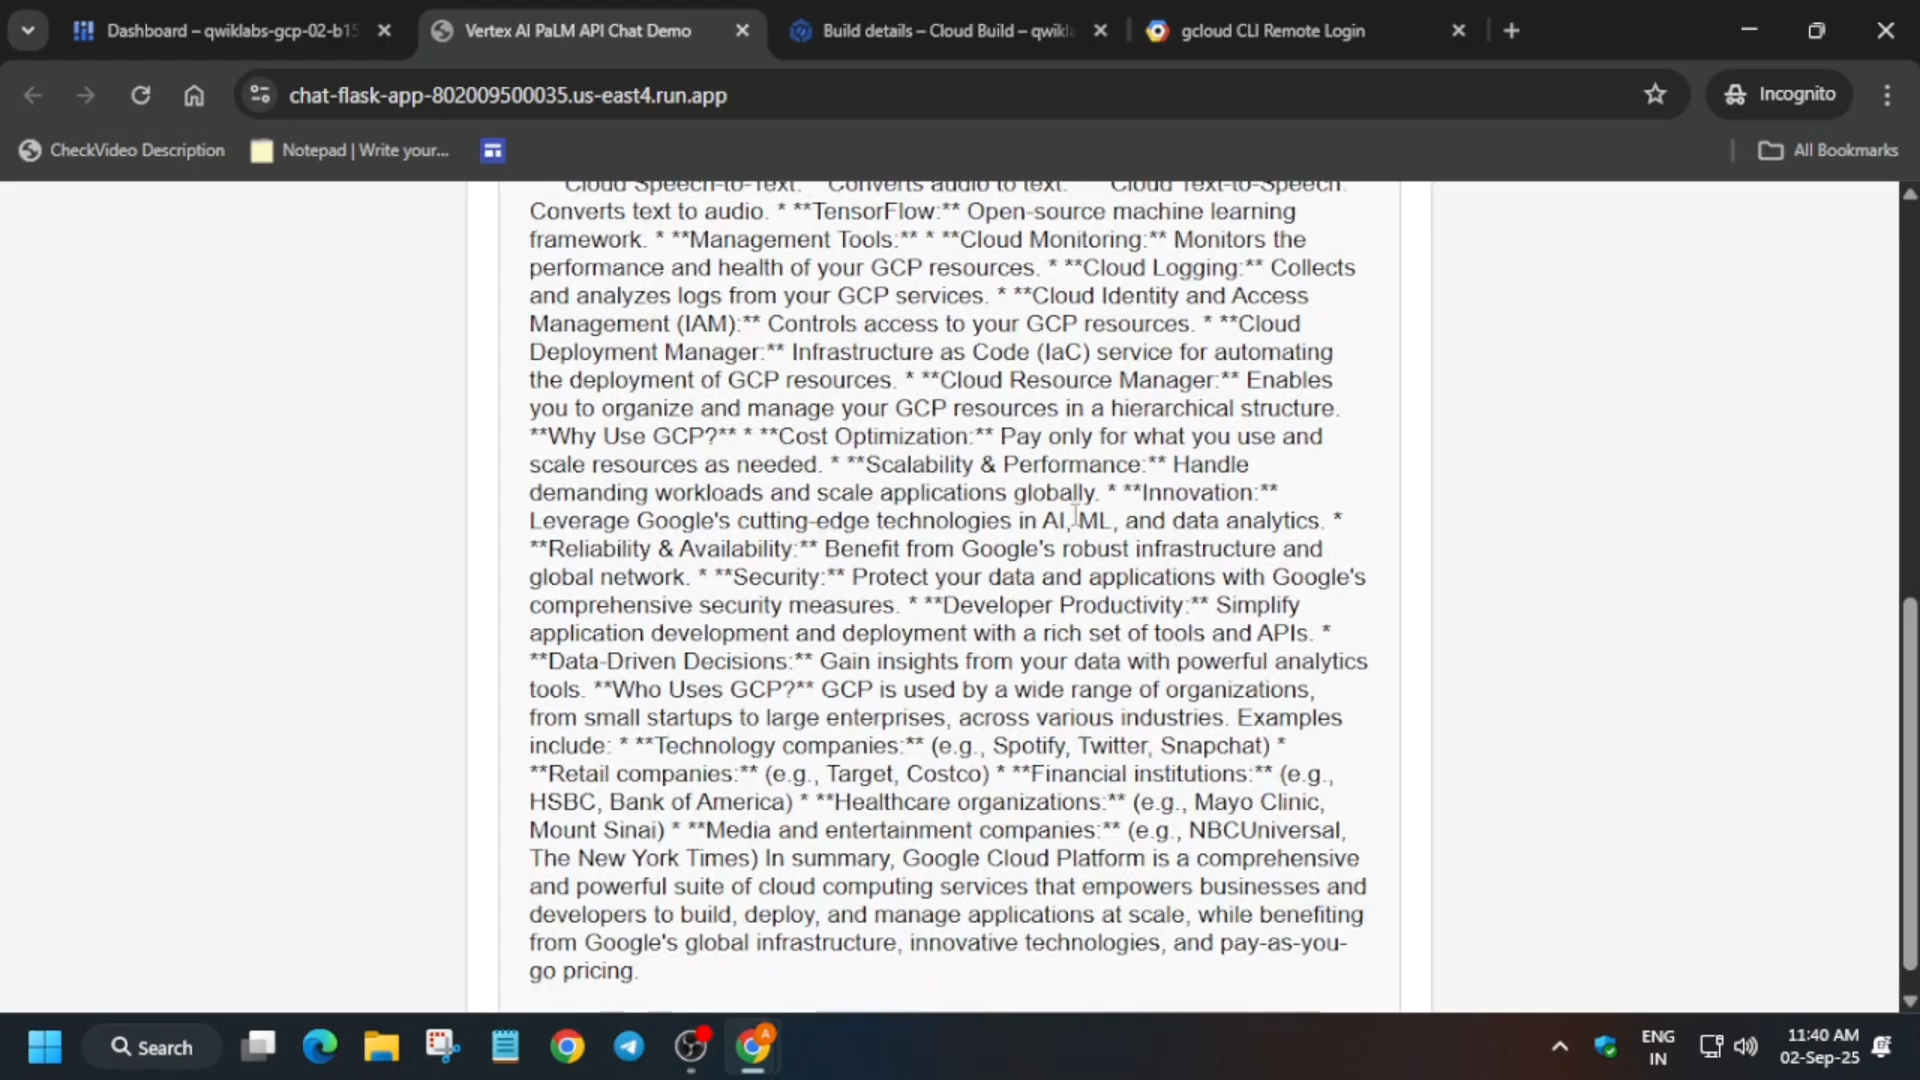 Dashboard – qwiklabs-gcp-02-b15
Vertex AI PaLM API Chat Demo
Build details – Cloud Build – qwikla
gcloud CLI Remote Login
chat-flask-app-802009500035.us-east4.run.app
Incognito
CheckVideo Description
Notepad | Write your...
All Bookmarks
Cloud Speech-to-Text: Converts audio to text. Cloud Text-to-Speech:
Converts text to audio. * **TensorFlow:** Open-source machine learning
framework. * **Management Tools:** * **Cloud Monitoring:** Monitors the
performance and health of your GCP resources. * **Cloud Logging:** Collects
and analyzes logs from your GCP services. * **Cloud Identity and Access
Management (IAM):** Controls access to your GCP resources. * **Cloud
Deployment Manager:** Infrastructure as Code (IaC) service for automating
the deployment of GCP resources. * **Cloud Resource Manager:** Enables
you to organize and manage your GCP resources in a hierarchical structure.
**Why Use GCP?** * **Cost Optimization:** Pay only for what you use and
scale resources as needed. * **Scalability & Performance:** Handle
demanding workloads and scale applications globally. * **Innovation:**
Leverage Google's cutting-edge technologies in AI, ML, and data analytics. *
**Reliability & Availability:** Benefit from Google's robust infrastructure and
global network. * **Security:** Protect your data and applications with Google's
comprehensive security measures. * **Developer Productivity:** Simplify
application development and deployment with a rich set of tools and APIs. *
**Data-Driven Decisions:** Gain insights from your data with powerful analytics
tools. **Who Uses GCP?** GCP is used by a wide range of organizations,
from small startups to large enterprises, across various industries. Examples
include: * **Technology companies:** (e.g., Spotify, Twitter, Snapchat) *
**Retail companies:** (e.g., Target, Costco) * **Financial institutions:** (e.g.,
HSBC, Bank of America) * **Healthcare organizations:** (e.g., Mayo Clinic,
Mount Sinai) * **Media and entertainment companies:** (e.g., NBCUniversal,
The New York Times) In summary, Google Cloud Platform is a comprehensive
and powerful suite of cloud computing services that empowers businesses and
developers to build, deploy, and manage applications at scale, while benefiting
from Google's global infrastructure, innovative technologies, and pay-as-you-
go pricing.
Search
A
ENG
IN
11:40 AM
02-Sep-25